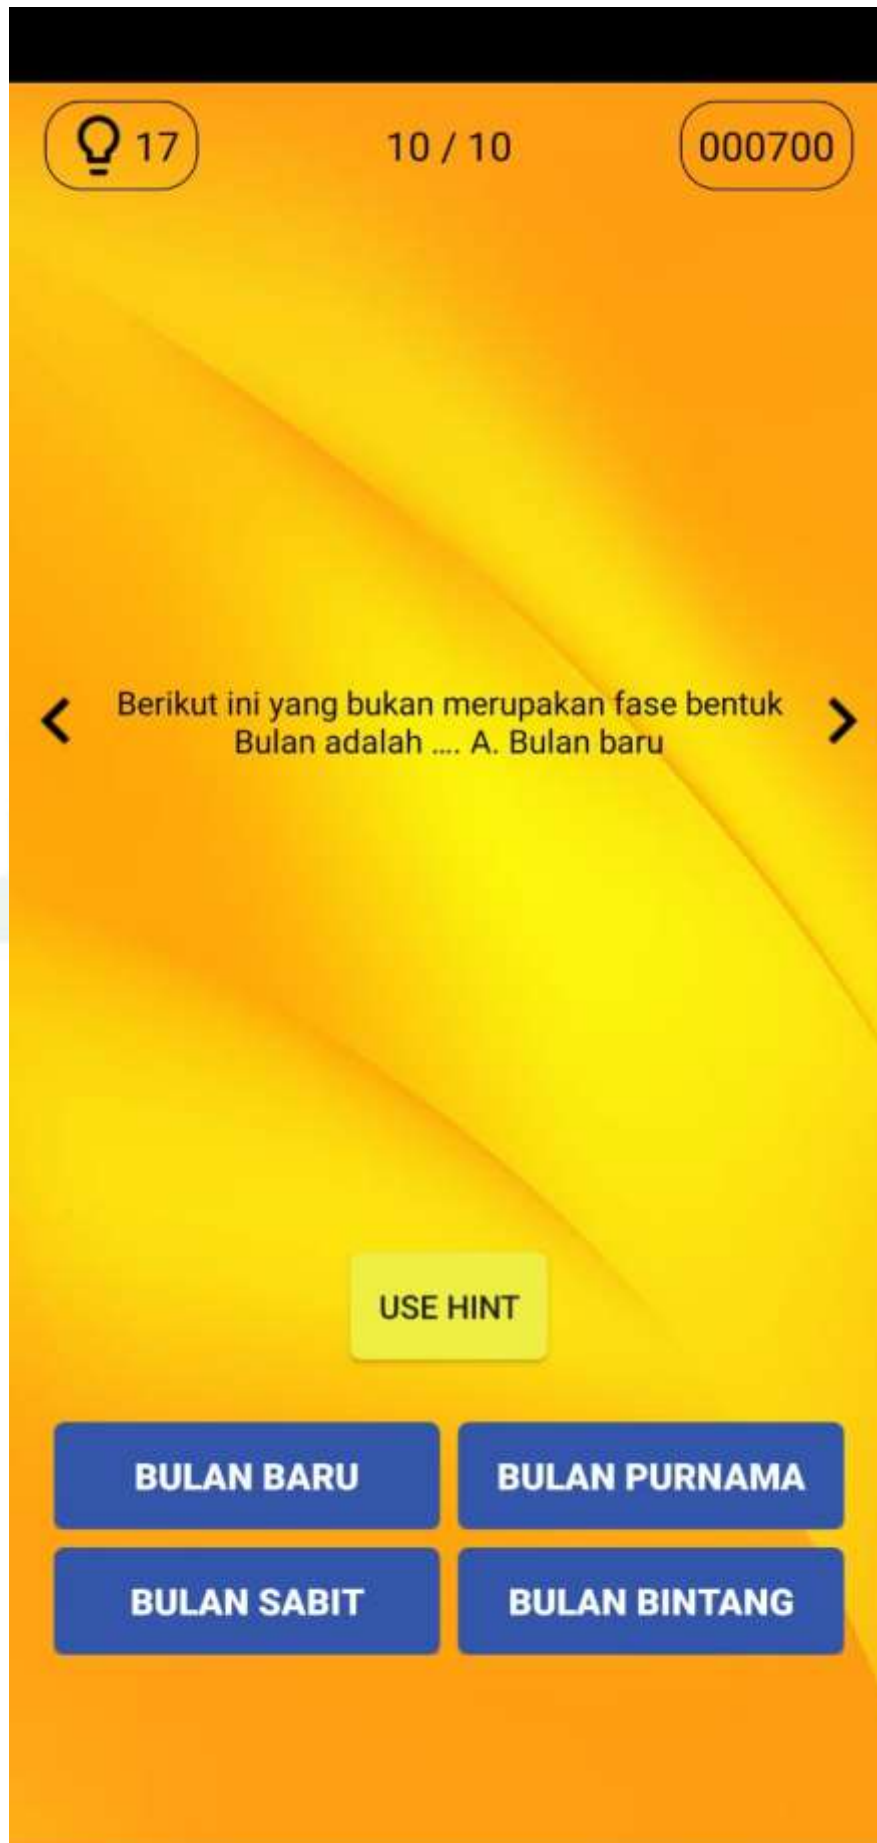 17
10 / 10
000700
Berikut ini yang bukan merupakan fase bentuk
Bulan adalah .... A. Bulan baru
USE HINT
BULAN BARU
BULAN PURNAMA
BULAN SABIT
BULAN BINTANG